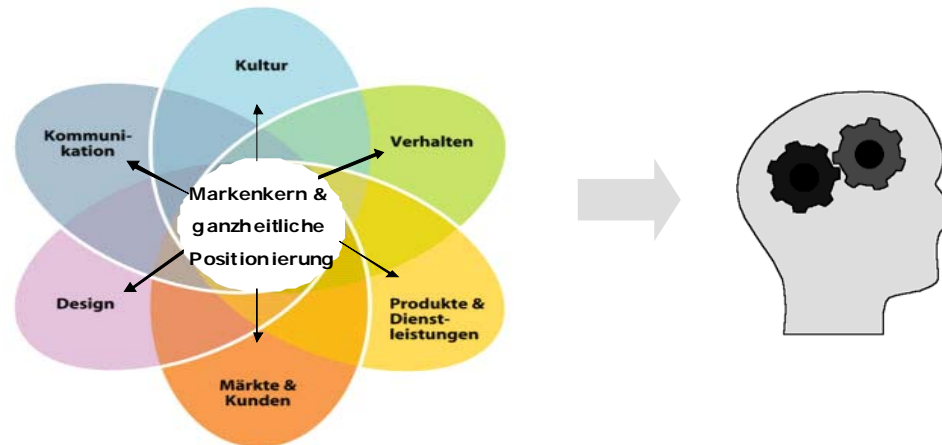 Kultur
Kommuni-
kation
Verhalten
Markenkern &
ganzheitliche
Positionierung
Design
Produkte &
Dienst-
leistungen
Märkte &
Kunden